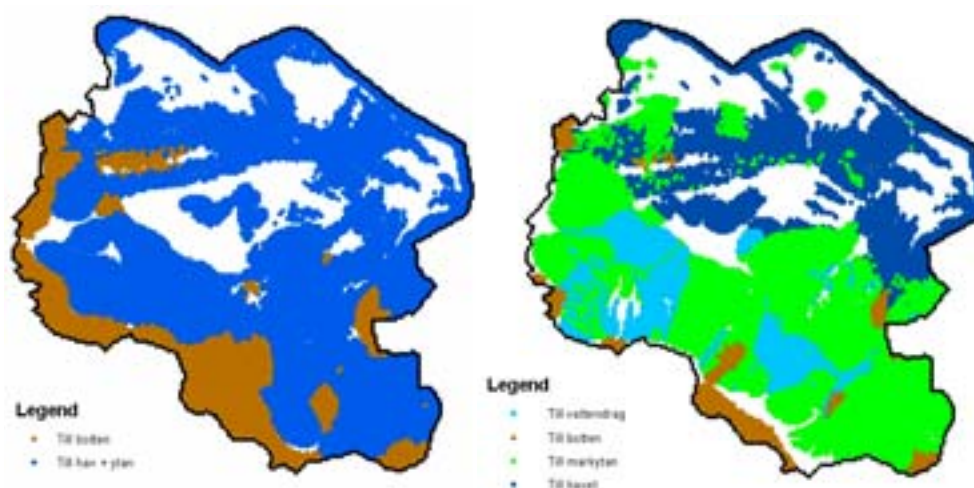 Legend
Till botten
Till hav + ytan
Legend
Till vattendrag
Till botten
Till markytan
Till havet